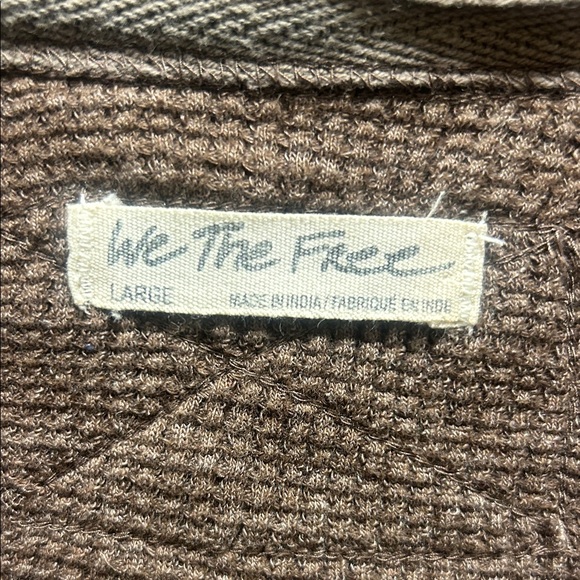 We The Free
LARGE MADE IN INDIA/FABRIQUE EN INDE